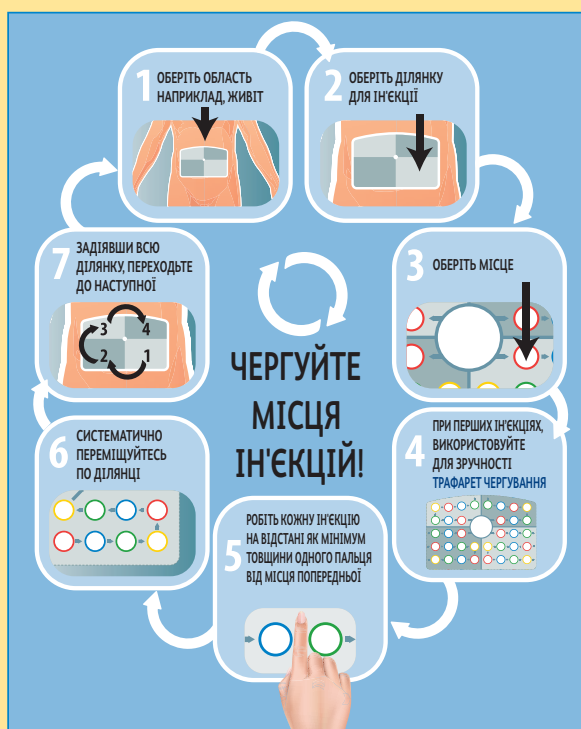 1
ОБЕРІТЬ ОБЛАСТЬ
НАПРИКЛАД, ЖИВІТ
2
ОБЕРІТЬ ДІЛЯНКУ
ДЛЯ ІН'ЄКЦІЇ
3
ОБЕРІТЬ МІСЦЕ
4
ПРИ ПЕРШИХ ІН'ЄКЦІЯХ,
ВИКОРИСТОВУЙТЕ
ДЛЯ ЗРУЧНОСТІ
ТРАФАРЕТ ЧЕРГУВАННЯ
5
РОБІТЬ КОЖНУ ІН'ЄКЦІЮ
НА ВІДСТАНІ ЯК МІНІМУМ
ТОВЩИНИ ОДНОГО ПАЛЬЦЯ
ВІД МІСЦЯ ПОПЕРЕДНЬОЇ
6
СИСТЕМАТИЧНО
ПЕРЕМІЩУЙТЕСЬ
ПО ДІЛЯНЦІ
7
ЗАДІЯВШИ ВСЮ
ДІЛЯНКУ, ПЕРЕХОДЬТЕ
ДО НАСТУПНОЇ
3 4
2 1
ЧЕРГУЙТЕ
МІСЦЯ
ІН'ЄКЦІЙ!